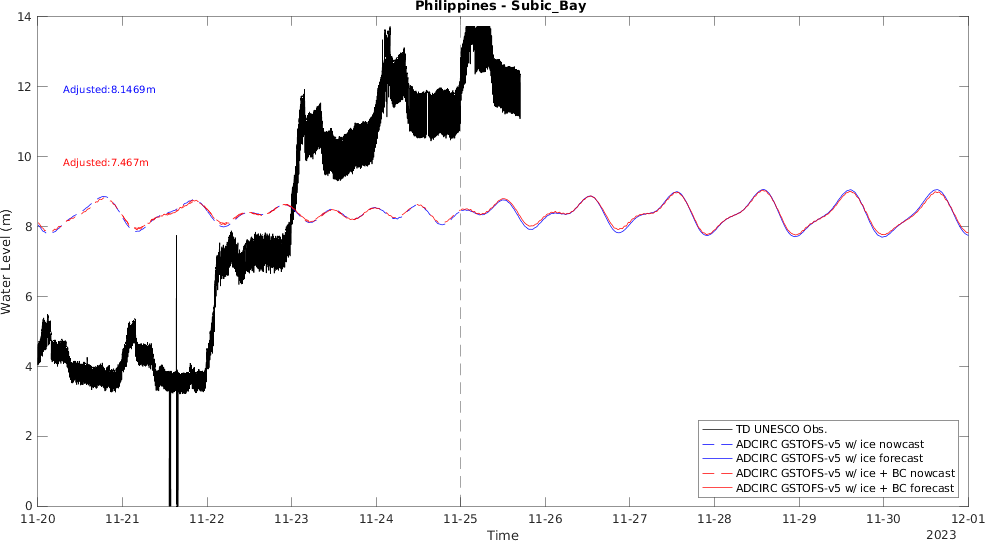 Philippines - Subic_Bay
Water Level (m)
14
12
10
8
6
4
2
0
Adjusted:8.1469m
Adjusted:7.467m
TD UNESCO Obs.
ADCIRC GSTOFS-v5 w/ ice nowcast
ADCIRC GSTOFS-v5 w/ ice forecast
ADCIRC GSTOFS-v5 w/ ice + BC nowcast
ADCIRC GSTOFS-v5 w/ ice + BC forecast
11-20 11-21 11-22 11-23 11-24 11-25 11-26 11-27 11-28 11-29 11-30 12-01
Time
2023